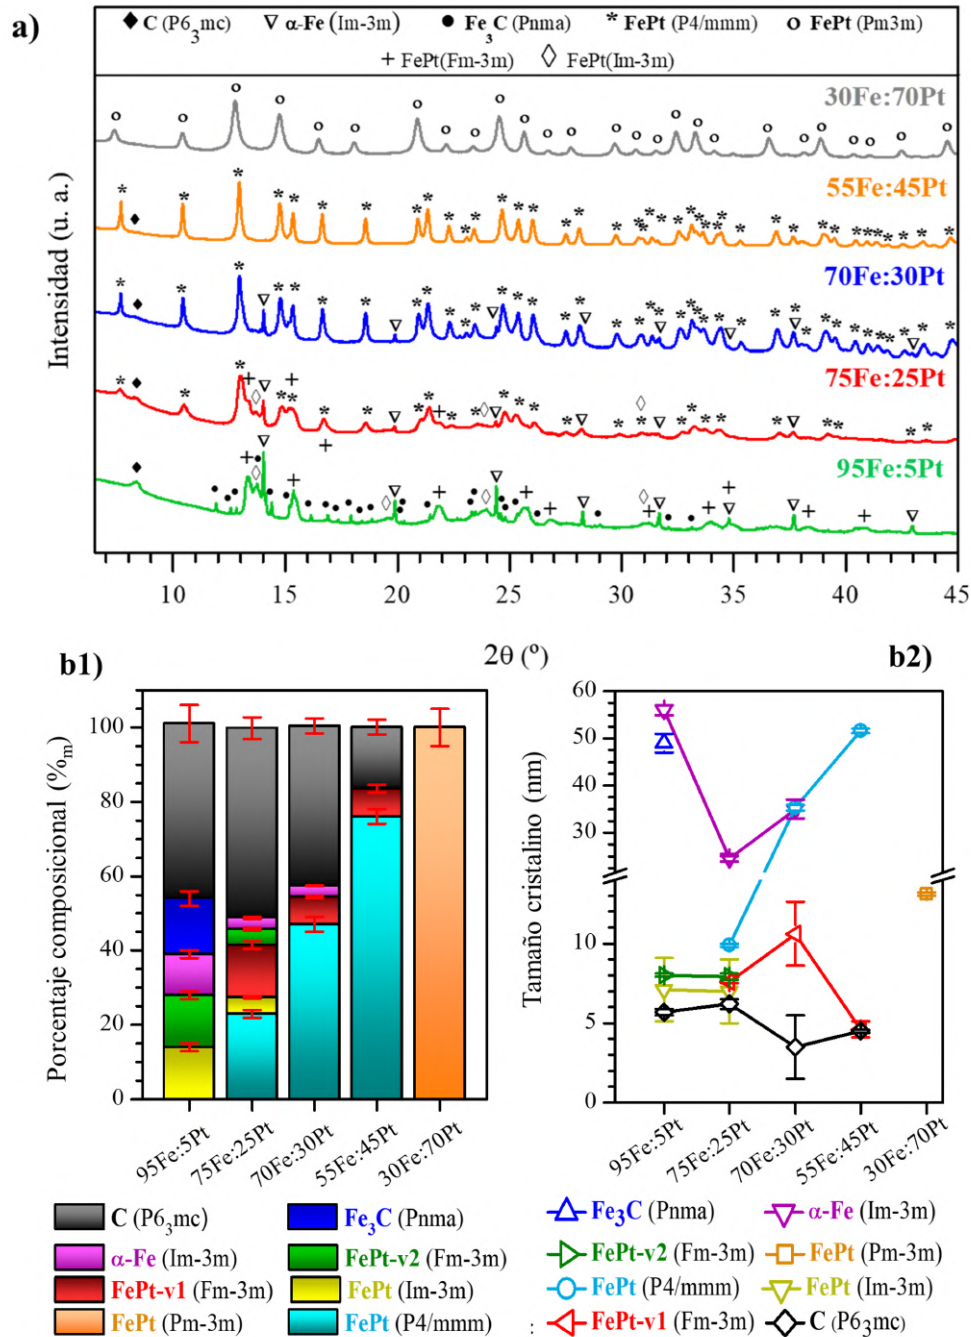 a)
◆ C (P6₃mc) ▽ α-Fe (Im-3m) ● Fe₃C (Pnma) * FePt (P4/mmm) o FePt (Pm3m)
+ FePt(Fm-3m) ◇ FePt(Im-3m)
30Fe:70Pt
55Fe:45Pt
70Fe:30Pt
75Fe:25Pt
95Fe:5Pt
Intensidad (u. a.)
10 15 20 25 30 35 40 45
2θ (º)
b1)
Porcentaje composicional (%m)
100
80
60
40
20
0
95Fe:5Pt 75Fe:25Pt 70Fe:30Pt 55Fe:45Pt 30Fe:70Pt
C (P6₃mc) Fe₃C (Pnma)
α-Fe (Im-3m) FePt-v2 (Fm-3m)
FePt-v1 (Fm-3m) FePt (Im-3m)
FePt (Pm-3m) FePt (P4/mmm)
b2)
Tamaño cristalino (nm)
60
50
40
30
10
5
0
95Fe:5Pt 75Fe:25Pt 70Fe:30Pt 55Fe:45Pt 30Fe:70Pt
Fe₃C (Pnma) α-Fe (Im-3m)
FePt-v2 (Fm-3m) FePt (Pm-3m)
FePt (P4/mmm) FePt (Im-3m)
: FePt-v1 (Fm-3m) C (P6₃mc)